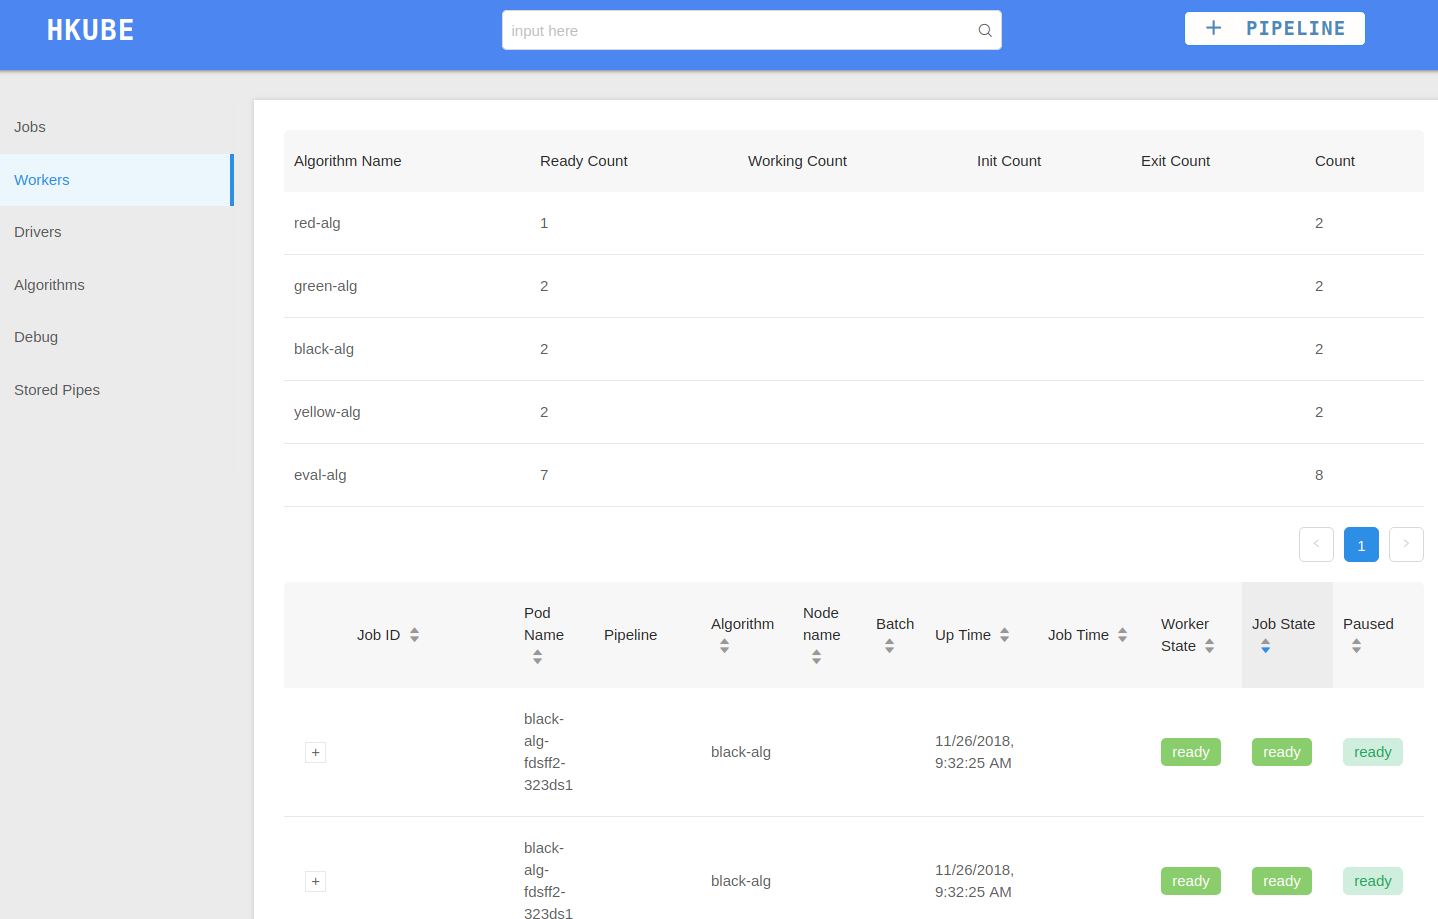 HKUBE
input here
+ PIPELINE
Jobs
Workers
Drivers
Algorithms
Debug
Stored Pipes
Algorithm Name Ready Count Working Count Init Count Exit Count Count
red-alg 1 2
green-alg 2 2
black-alg 2 2
yellow-alg 2 2
eval-alg 7 8
< 1 >
Job ID
Pod
Name
Pipeline
Algorithm
Node
name
Batch
Up Time
Job Time
Worker
State
Job State
Paused
+
black-
alg-
fdsff2-
323ds1
black-alg
11/26/2018,
9:32:25 AM
ready ready ready
+
black-
alg-
fdsff2-
323ds1
black-alg
11/26/2018,
9:32:25 AM
ready ready ready